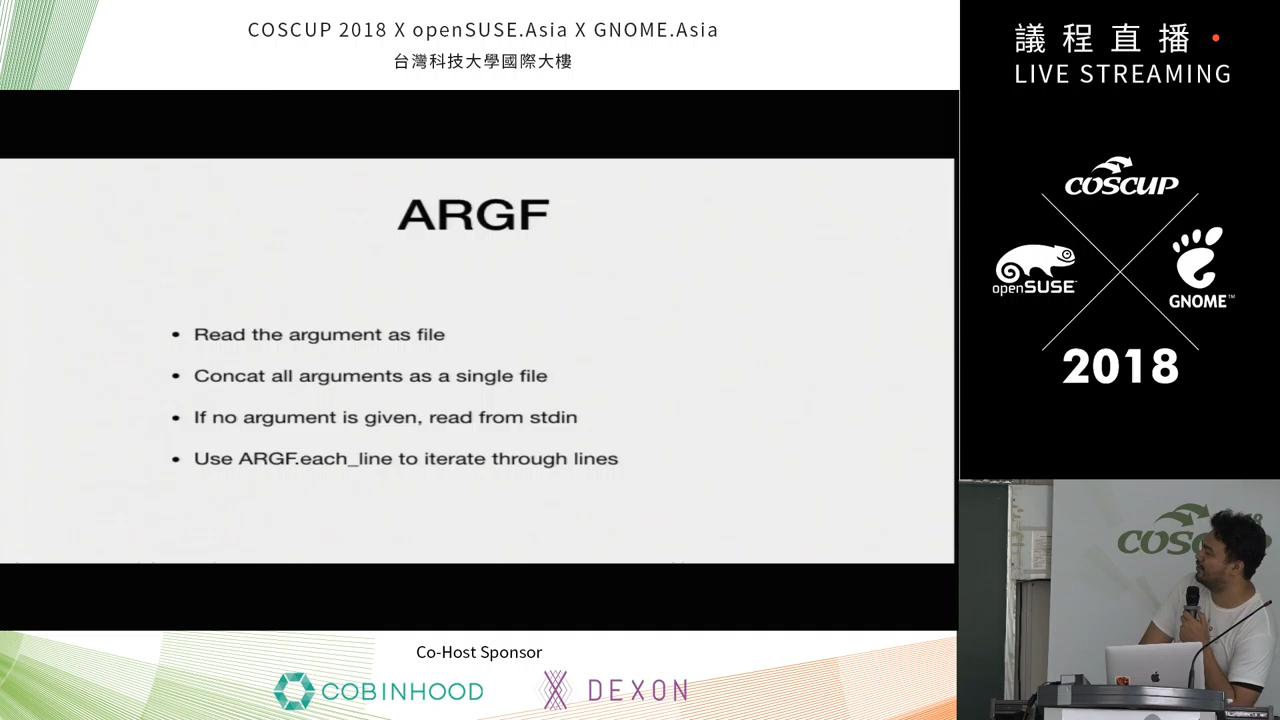 COSCUP 2018 X openSUSE.Asia X GNOME.Asia
台灣科技大學國際大樓
ARGF
• Read the argument as file
• Concat all arguments as a single file
• If no argument is given, read from stdin
• Use ARGF.each_line to iterate through lines
Co-Host Sponsor
COBINHOOD
DEXON
議程直播
LIVE STREAMING
COSCUP
openSUSE
GNOME™
2018